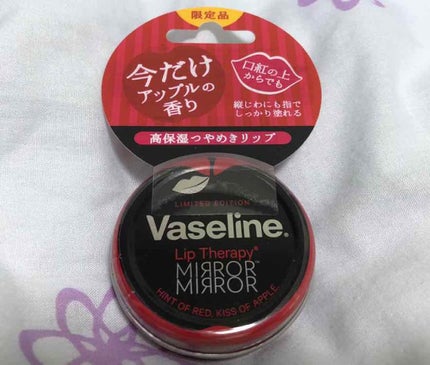 限定品
今だけ
アップルの
香り
口紅の上
からでも
縦じわにも指で
しっかり塗れる
高保湿つやめきリップ
LIMITED EDITION
Vaseline.
Lip Therapy®
MIRROR™
MIRROR
HINT OF RED, KISS OF APPLE